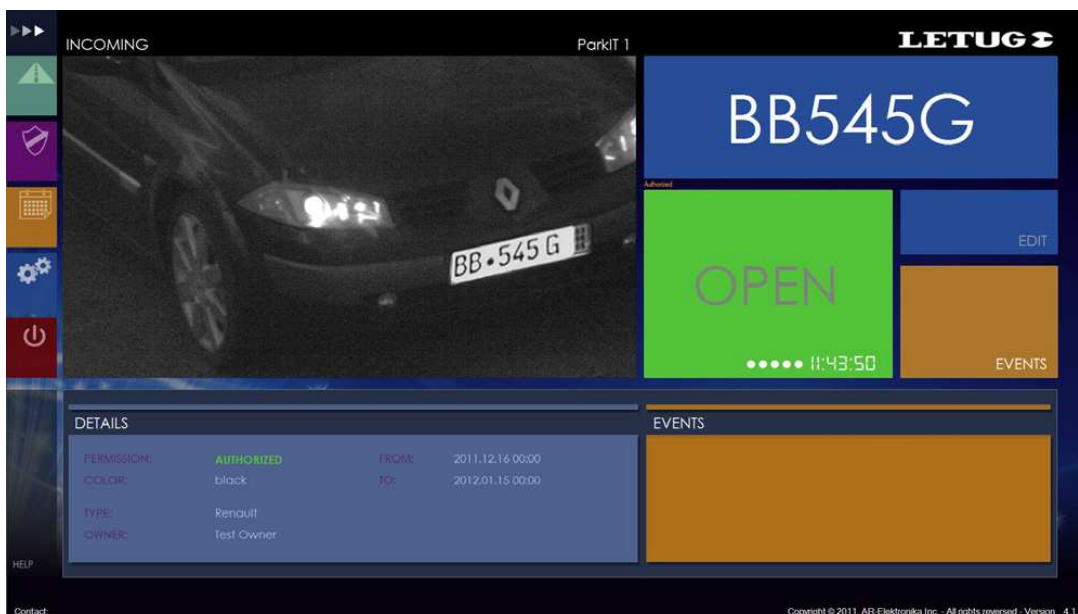 INCOMING
ParkIT 1
LETUG
BB545G
BB•545 G
Authorized
OPEN
11:43:50
EDIT
EVENTS
DETAILS
PERMISSION: AUTHORIZED FROM: 2011.12.16 00:00
COLOR: black TO: 2012.01.15 00:00
TYPE: Renault
OWNER: Test Owner
EVENTS
HELP
Contact:
Copyright © 2011. AR-Elektronika Inc. - All rights reversed - Version 4.1